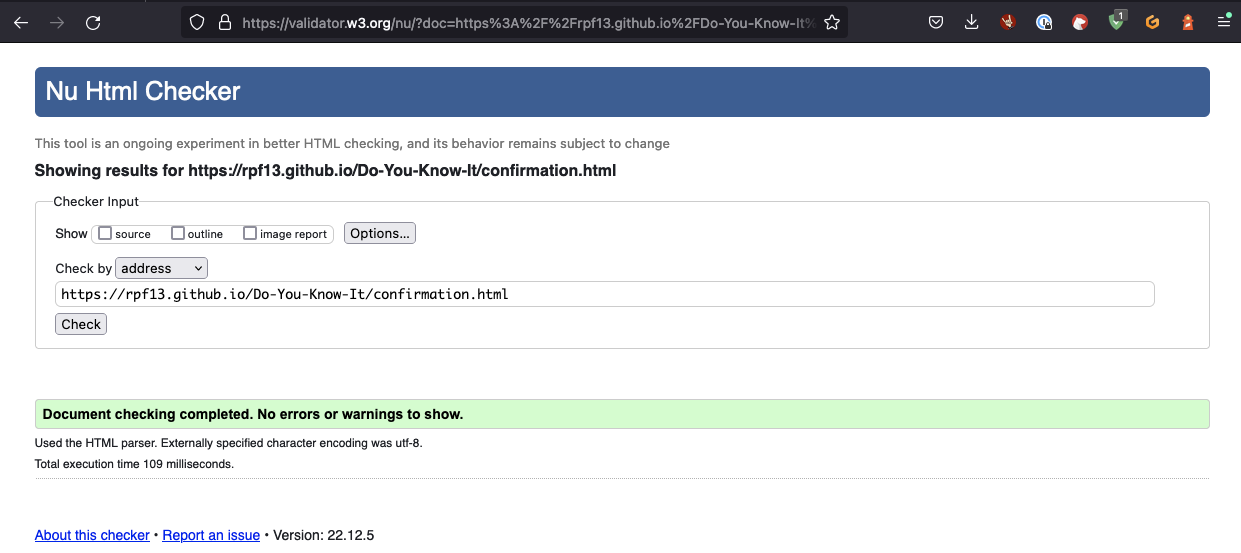 https://validator.w3.org/nu/?doc=https%3A%2F%2Frpf13.github.io%2FDo-You-Know-It%
1
Nu Html Checker
This tool is an ongoing experiment in better HTML checking, and its behavior remains subject to change
Showing results for https://rpf13.github.io/Do-You-Know-It/confirmation.html
Checker Input
Show source outline image report Options...
Check by address
https://rpf13.github.io/Do-You-Know-It/confirmation.html
Check
Document checking completed. No errors or warnings to show.
Used the HTML parser. Externally specified character encoding was utf-8.
Total execution time 109 milliseconds.
About this checker • Report an issue • Version: 22.12.5